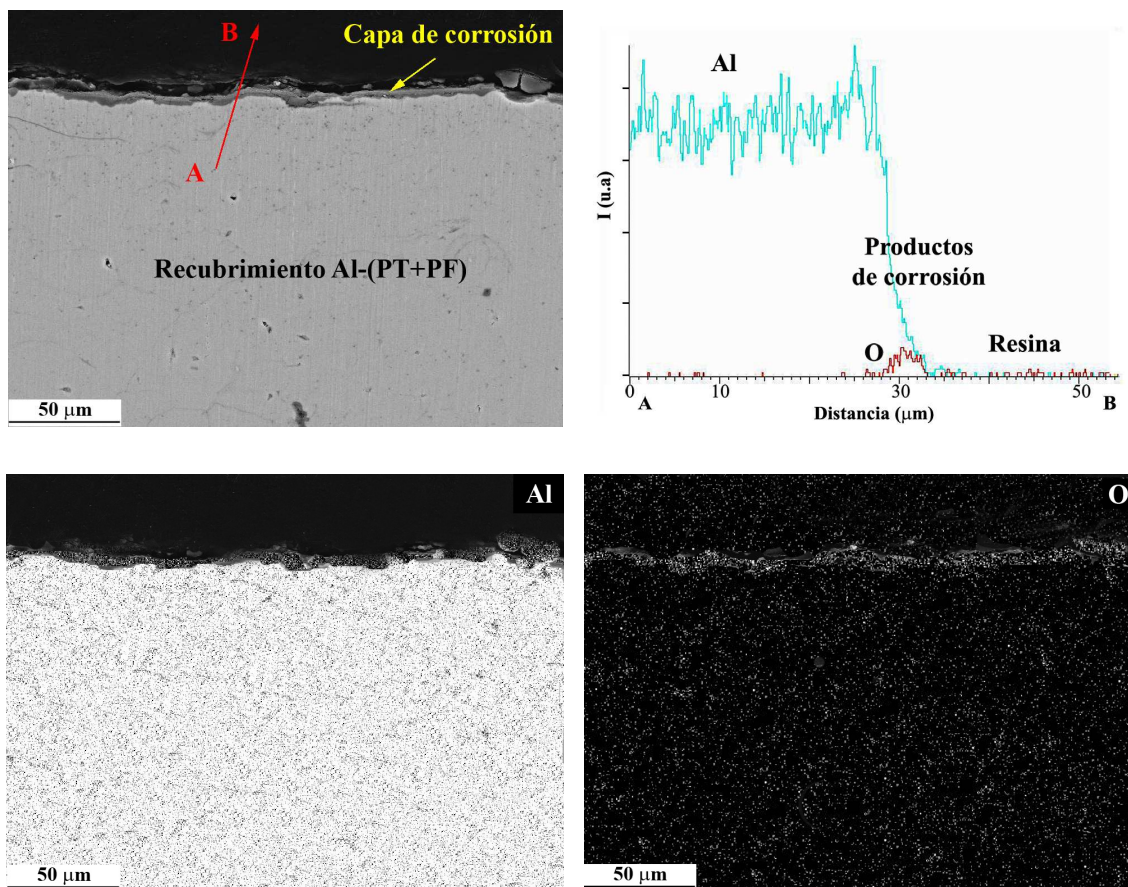 B
Capa de corrosión
A
Recubrimiento Al-(PT+PF)
50 μm
Al
I (u.a)
Productos
de corrosión
O
Resina
0 10 30 50
A
Distancia (μm)
B
Al
50 μm
O
50 μm